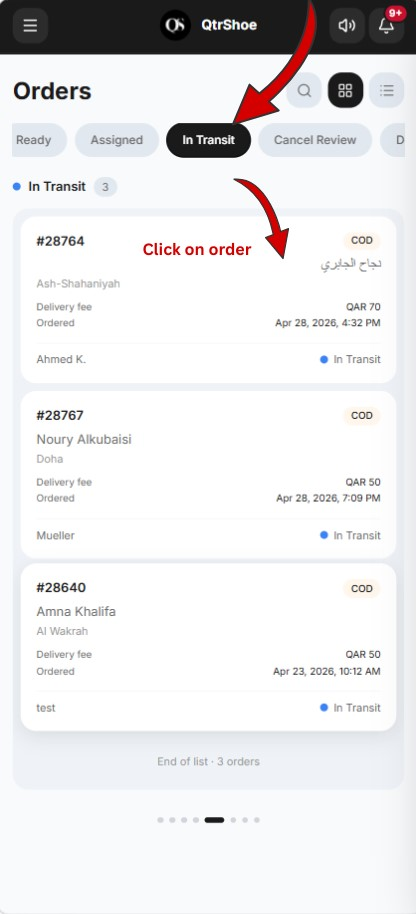 QS QtrShoe 9+
Orders
Ready Assigned In Transit Cancel Review D
In Transit 3
#28764 COD
Click on order
نجاح الجابري
Ash-Shahaniyah
Delivery fee QAR 70
Ordered Apr 28, 2026, 4:32 PM
Ahmed K. In Transit
#28767 COD
Noury Alkubaisi
Doha
Delivery fee QAR 50
Ordered Apr 28, 2026, 7:09 PM
Mueller In Transit
#28640 COD
Amna Khalifa
Al Wakrah
Delivery fee QAR 50
Ordered Apr 23, 2026, 10:12 AM
test In Transit
End of list · 3 orders